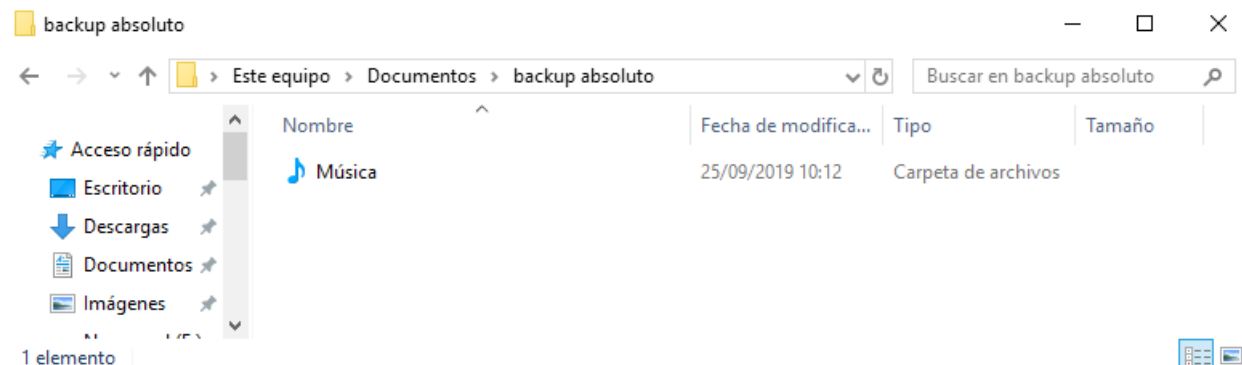 backup absoluto
Este equipo > Documentos > backup absoluto
Buscar en backup absoluto
Nombre Fecha de modifica... Tipo Tamaño
Acceso rápido
Música 25/09/2019 10:12 Carpeta de archivos
Escritorio
Descargas
Documentos
Imágenes
1 elemento